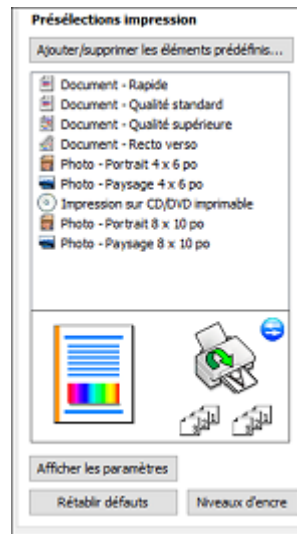 Présélections impression
Ajouter/supprimer les éléments prédéfinis...
Document - Rapide
Document - Qualité standard
Document - Qualité supérieure
Document - Recto verso
Photo - Portrait 4 x 6 po
Photo - Paysage 4 x 6 po
Impression sur CD/DVD imprimable
Photo - Portrait 8 x 10 po
Photo - Paysage 8 x 10 po
Afficher les paramètres
Rétablir défauts
Niveaux d'encre